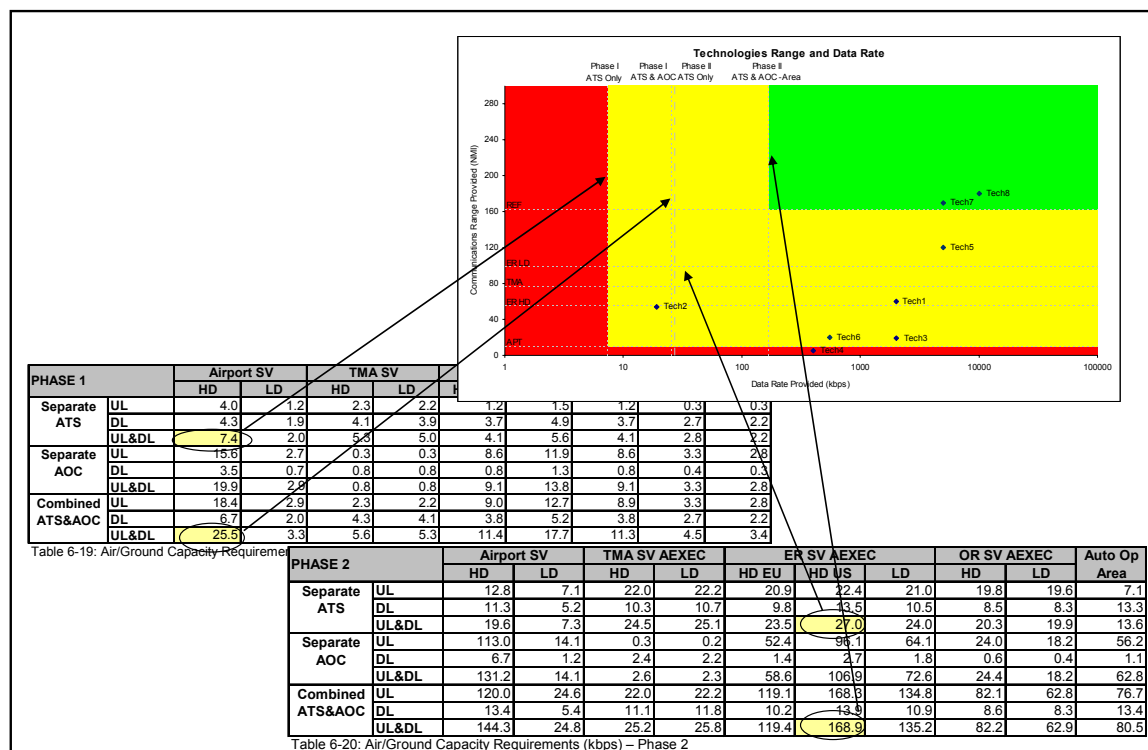 Technologies Range and Data Rate
Phase I Phase I Phase II Phase II
ATS Only ATS & AOC ATS Only ATS & AOC -Area
Communications Range Provided (NMI)
280
240
200
160
120
80
40
0
REF
ER LD
TMA
ER HD
APT
Tech8
Tech7
Tech5
Tech2
Tech1
Tech6
Tech3
Tech4
1 10 100 1000 10000 100000
Data Rate Provided (kbps)
PHASE 1 Airport SV TMA SV
HD LD HD LD
Separate ATS UL 4.0 1.2 2.3 2.2 1.2 1.5 1.2 0.3 0.3
DL 4.3 1.9 4.1 3.9 3.7 4.9 3.7 2.7 2.2
UL&DL 7.4 2.0 5.3 5.0 4.1 5.6 4.1 2.8 2.2
Separate AOC UL 15.6 2.7 0.3 0.3 8.6 11.9 8.6 3.3 2.8
DL 3.5 0.7 0.8 0.8 0.8 1.3 0.8 0.4 0.3
UL&DL 19.9 2.9 0.8 0.8 9.1 13.8 9.1 3.3 2.8
Combined ATS&AOC UL 18.4 2.9 2.3 2.2 9.0 12.7 8.9 3.3 2.8
DL 6.7 2.0 4.3 4.1 3.8 5.2 3.8 2.7 2.2
UL&DL 25.5 3.3 5.6 5.3 11.4 17.7 11.3 4.5 3.4
Table 6-19: Air/Ground Capacity Requiremen
PHASE 2 Airport SV TMA SV AEXEC ER SV AEXEC OR SV AEXEC Auto Op Area
HD LD HD LD HD EU HD US LD HD LD
Separate ATS UL 12.8 7.1 22.0 22.2 20.9 22.4 21.0 19.8 19.6 7.1
DL 11.3 5.2 10.3 10.7 9.8 13.5 10.5 8.5 8.3 13.3
UL&DL 19.6 7.3 24.5 25.1 23.5 27.0 24.0 20.3 19.9 13.6
Separate AOC UL 113.0 14.1 0.3 0.2 52.4 96.1 64.1 24.0 18.2 56.2
DL 6.7 1.2 2.4 2.2 1.4 2.7 1.8 0.6 0.4 1.1
UL&DL 131.2 14.1 2.6 2.3 58.6 106.9 72.6 24.4 18.2 62.8
Combined ATS&AOC UL 120.0 24.6 22.0 22.2 119.1 168.3 134.8 82.1 62.8 76.7
DL 13.4 5.4 11.1 11.8 10.2 13.9 10.9 8.6 8.3 13.4
UL&DL 144.3 24.8 25.2 25.8 119.4 168.9 135.2 82.2 62.9 80.5
Table 6-20: Air/Ground Capacity Requirements (kbps) – Phase 2